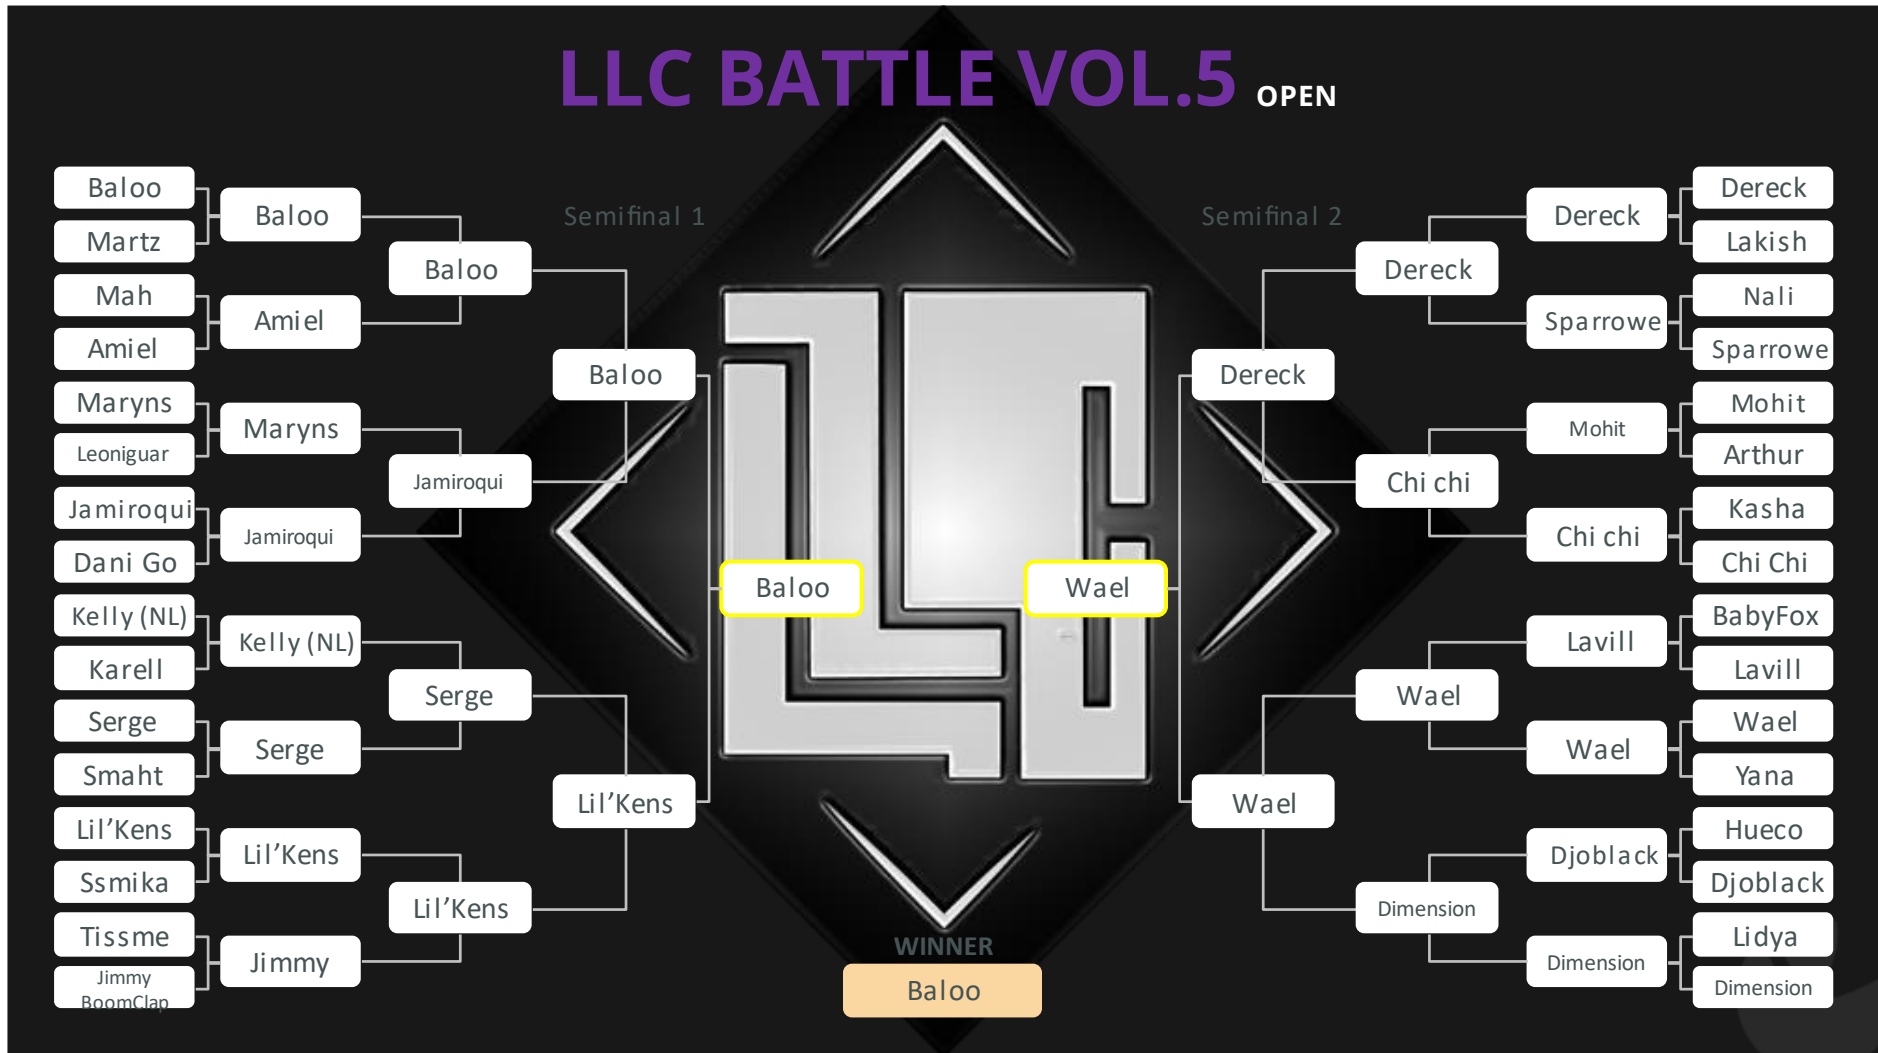 LLC BATTLE VOL.5 OPEN
Semifinal 1
Semifinal 2
Baloo
Martz
Mah
Amiel
Maryns
Leoniguar
Jamiroqui
Dani Go
Kelly (NL)
Karell
Serge
Smaht
Lil’Kens
Ssmika
Tissme
Jimmy
BoomClap
Baloo
Amiel
Maryns
Jamiroqui
Kelly (NL)
Serge
Lil’Kens
Jimmy
Baloo
Jamiroqui
Serge
Lil’Kens
Baloo
Lil’Kens
Baloo
Wael
Dereck
Wael
Dereck
Chi chi
Wael
Dimension
Dereck
Sparrowe
Mohit
Chi chi
Lavill
Wael
Djoblack
Dimension
Dereck
Lakish
Nali
Sparrowe
Mohit
Arthur
Kasha
Chi Chi
BabyFox
Lavill
Wael
Yana
Hueco
Djoblack
Lidya
Dimension
WINNER
Baloo